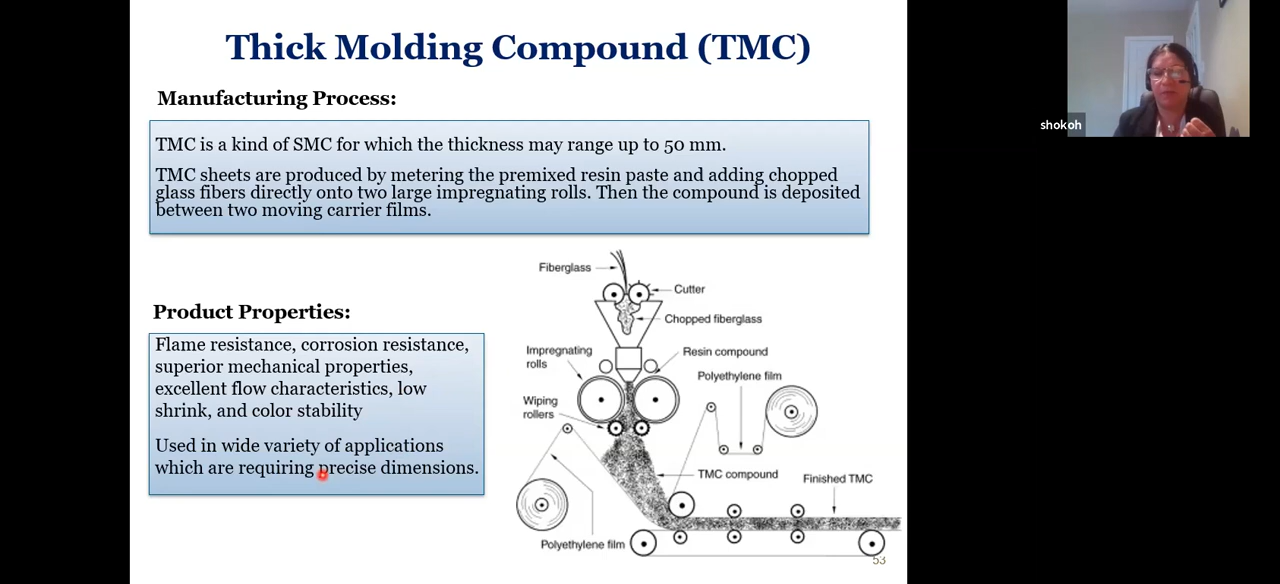 Thick Molding Compound (TMC)
shokoh
Manufacturing Process:
TMC is a kind of SMC for which the thickness may range up to 50 mm.
TMC sheets are produced by metering the premixed resin paste and adding chopped
glass fibers directly onto two large impregnating rolls. Then the compound is deposited
between two moving carrier films.
Product Properties:
Flame resistance, corrosion resistance,
superior mechanical properties,
excellent flow characteristics, low
shrink, and color stability
Used in wide variety of applications
which are requiring precise dimensions.
Fiberglass
Cutter
Chopped fiberglass
Impregnating
rolls
Resin compound
Polyethylene film
Wiping
rollers
TMC compound
Finished TMC
Polyethylene film
53